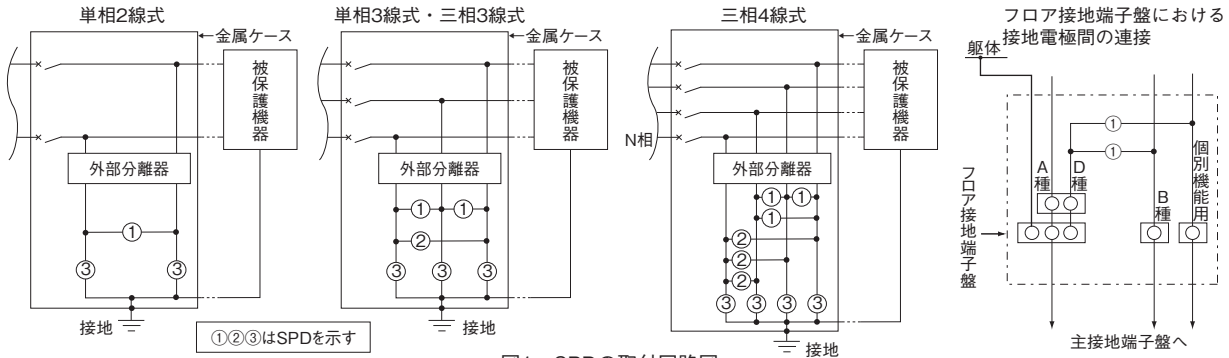 単相2線式
金属ケース
被保護機器
外部分離器
①
③
③
接地
①②③はSPDを示す
単相3線式・三相3線式
金属ケース
被保護機器
外部分離器
①
①
②
③
③
③
接地
三相4線式
金属ケース
N相
被保護機器
外部分離器
①
①
①
②
②
②
③
③
③
③
接地
フロア接地端子盤における
接地電極間の連接
躯体
①
①
A種
D種
B種
個別機能用
フロア接地端子盤
主接地端子盤へ